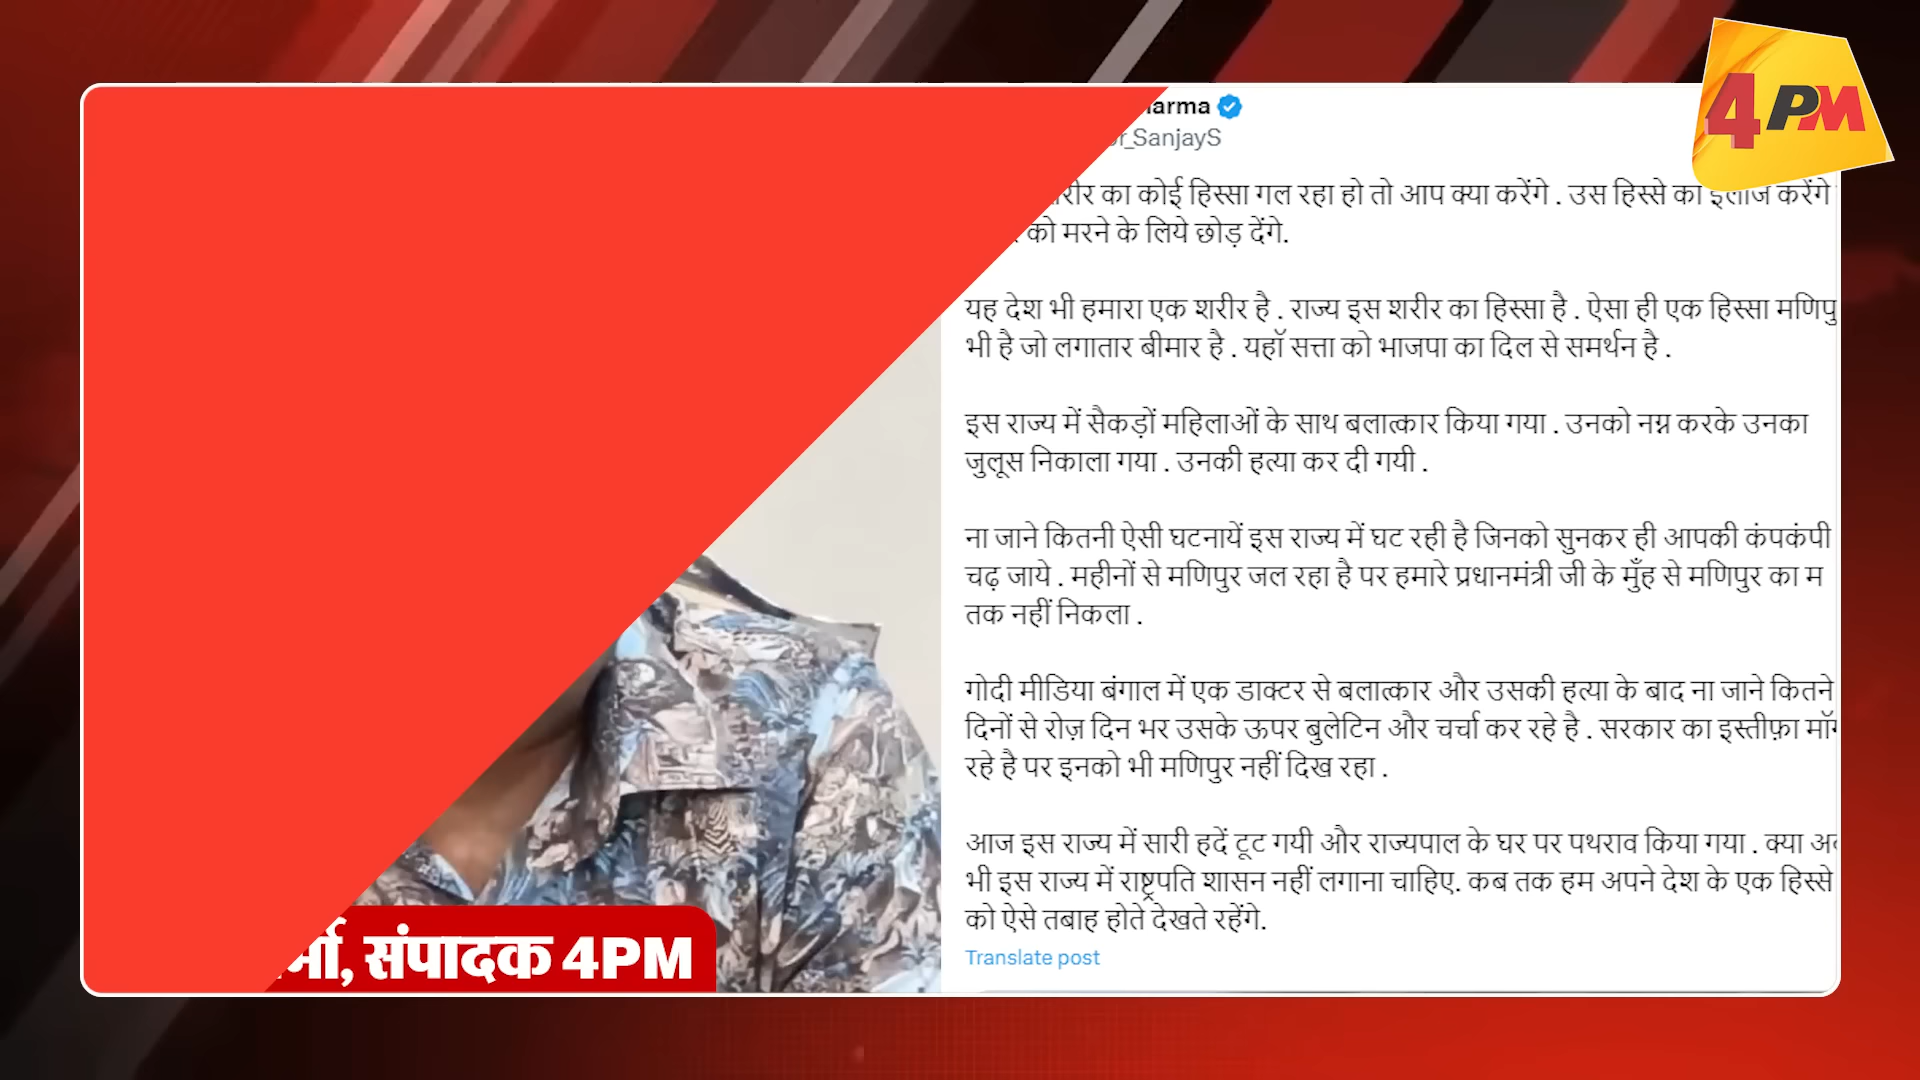 4PM
arma
r_SanjayS
शरीर का कोई हिस्सा गल रहा हो तो आप क्या करेंगे . उस हिस्से का इलाज करेंगे
को मरने के लिये छोड़ देंगे.
यह देश भी हमारा एक शरीर है . राज्य इस शरीर का हिस्सा है . ऐसा ही एक हिस्सा मणिपु
भी है जो लगातार बीमार है . यहॉ सत्ता को भाजपा का दिल से समर्थन है .
इस राज्य में सैकड़ों महिलाओं के साथ बलात्कार किया गया . उनको नग्न करके उनका
जुलूस निकाला गया . उनकी हत्या कर दी गयी .
ना जाने कितनी ऐसी घटनायें इस राज्य में घट रही है जिनको सुनकर ही आपकी कंपकंपी
चढ़ जाये . महीनों से मणिपुर जल रहा है पर हमारे प्रधानमंत्री जी के मुँह से मणिपुर का म
तक नहीं निकला .
गोदी मीडिया बंगाल में एक डाक्टर से बलात्कार और उसकी हत्या के बाद ना जाने कितने
दिनों से रोज़ दिन भर उसके ऊपर बुलेटिन और चर्चा कर रहे है . सरकार का इस्तीफ़ा
रहे है पर इनको भी मणिपुर नहीं दिख रहा .
आज इस राज्य में सारी हदें टूट गयी और राज्यपाल के घर पर पथराव किया गया . क्या
भी इस राज्य में राष्ट्रपति शासन नहीं लगाना चाहिए. कब तक हम अपने देश के एक हिस्से
को ऐसे तबाह होते देखते रहेंगे.
Translate post
र्मा, संपादक 4PM